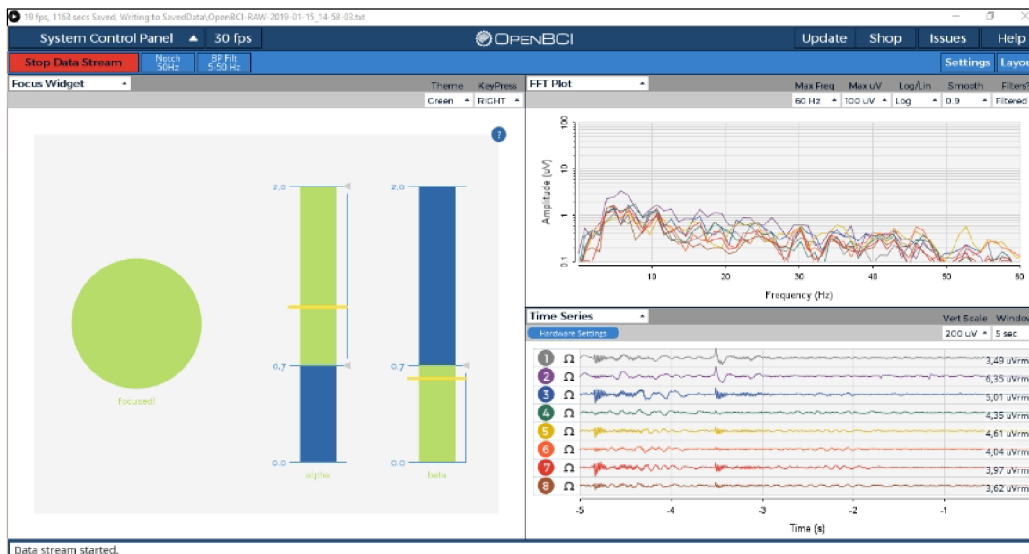 19 fps, 1163 secs Saved, Writing to SavedData\OpenBCI-RAW-2019-01-15_14-58-03.txt
System Control Panel 30 fps OPENBCI Update Shop Issues Help
Stop Data Stream Notch 50Hz BP Filt 5-50 Hz Settings Layou
Focus Widget
Theme KeyPress
Green RIGHT
?
2,0 2,0
0,7 0,7
0,0 0,0
focused!
alpha beta
FFT Plot
Max Freq Max uV Log/Lin Smooth Filters?
60 Hz 100 uV Log 0.9 Filtered
Amplitude (uV)
100
10
1
0,1
10 20 30 40 50 60
Frequency (Hz)
Time Series
Vert Scale Window
Hardware Settings 200 uV 5 sec
1 Ω 3,49 uVrm
2 Ω 6,35 uVrm
3 Ω 5,01 uVrm
4 Ω 4,35 uVrm
5 Ω 4,61 uVrm
6 Ω 4,04 uVrm
7 Ω 3,97 uVrm
8 Ω 3,62 uVrm
-5 -4 -3 -2 -1
Time (s)
Data stream started.